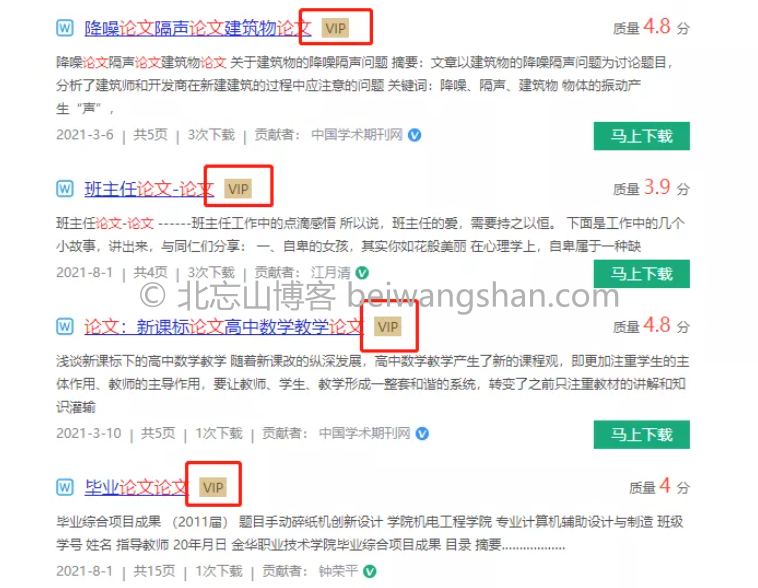 降噪论文隔声论文建筑物论文 VIP 质量 4.8 分
降噪论文隔声论文建筑物论文 关于建筑物的降噪隔声问题 摘要：文章以建筑物的降噪隔声问题为讨论题目，
分析了建筑师和开发商在新建建筑的过程中应注意的问题 关键词：降噪、隔声、建筑物 物体的振动产
生“声”，
2021-3-6 | 共5页 | 3次下载 | 贡献者： 中国学术期刊网 马上下载
班主任论文-论文 VIP 质量 3.9 分
班主任论文-论文 ------班主任工作中的点滴感悟 所以说，班主任的爱，需要持之以恒。 下面是工作中的几个
小故事，讲出来，与同仁们分享： 一、自卑的女孩，其实你如花般美丽 在心理学上，自卑属于一种缺
2021-8-1 | 共4页 | 3次下载 | 贡献者： 江月清 马上下载
© 北忘山博客 beiwangshan.com
论文：新课标论文高中数学教学论文 VIP 质量 4.8 分
浅谈新课标下的高中数学教学 随着新课改的纵深发展，高中数学教学产生了新的课程观，即更加注重学生的主
体作用、教师的主导作用，要让教师、学生、教学形成一整套和谐的系统，转变了之前只注重教材的讲解和知
识灌输
2021-3-10 | 共5页 | 1次下载 | 贡献者： 中国学术期刊网 马上下载
毕业论文论文 VIP 质量 4 分
毕业综合项目成果 （2011届） 题目手动碎纸机创新设计 学院机电工程学院 专业计算机辅助设计与制造 班级
学号 姓名 指导教师 20年月日 金华职业技术学院毕业综合项目成果 目录 摘要..................
2021-8-1 | 共15页 | 1次下载 | 贡献者： 钟荣平